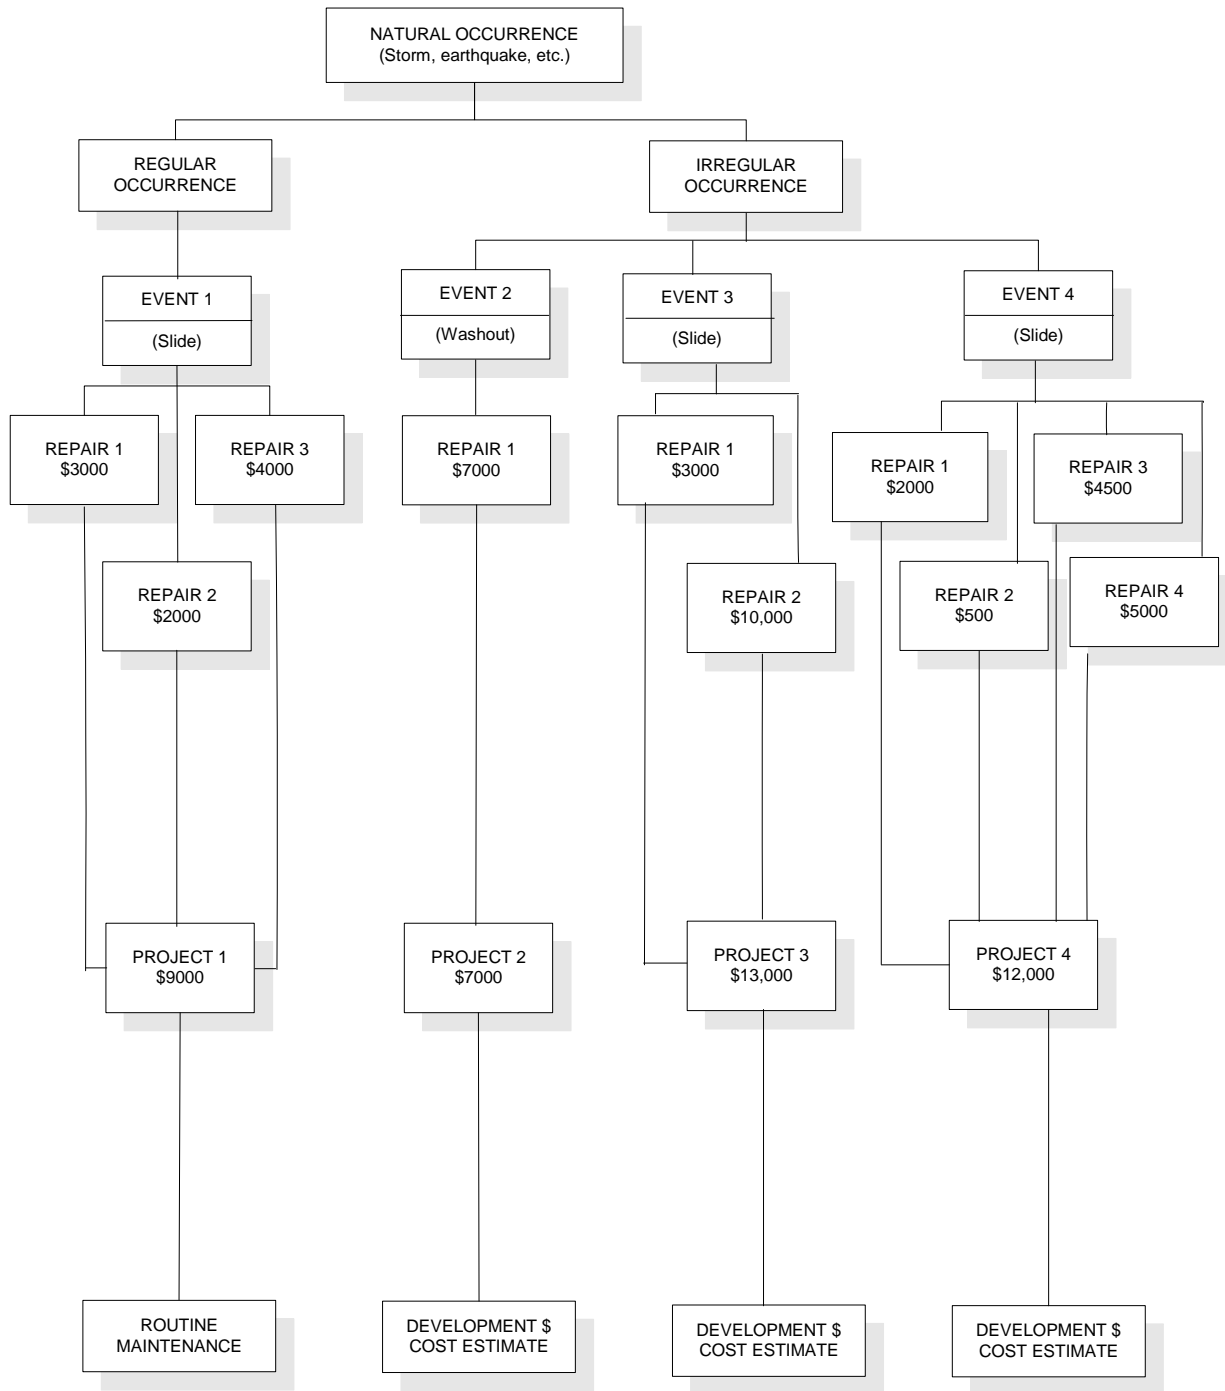 NATURAL OCCURRENCE
(Storm, earthquake, etc.)
REGULAR
OCCURRENCE
IRREGULAR
OCCURRENCE
EVENT 1
(Slide)
EVENT 2
(Washout)
EVENT 3
(Slide)
EVENT 4
(Slide)
REPAIR 1
$3000
REPAIR 3
$4000
REPAIR 1
$7000
REPAIR 1
$3000
REPAIR 1
$2000
REPAIR 3
$4500
REPAIR 2
$2000
REPAIR 2
$10,000
REPAIR 2
$500
REPAIR 4
$5000
PROJECT 1
$9000
PROJECT 2
$7000
PROJECT 3
$13,000
PROJECT 4
$12,000
ROUTINE
MAINTENANCE
DEVELOPMENT $
COST ESTIMATE
DEVELOPMENT $
COST ESTIMATE
DEVELOPMENT $
COST ESTIMATE